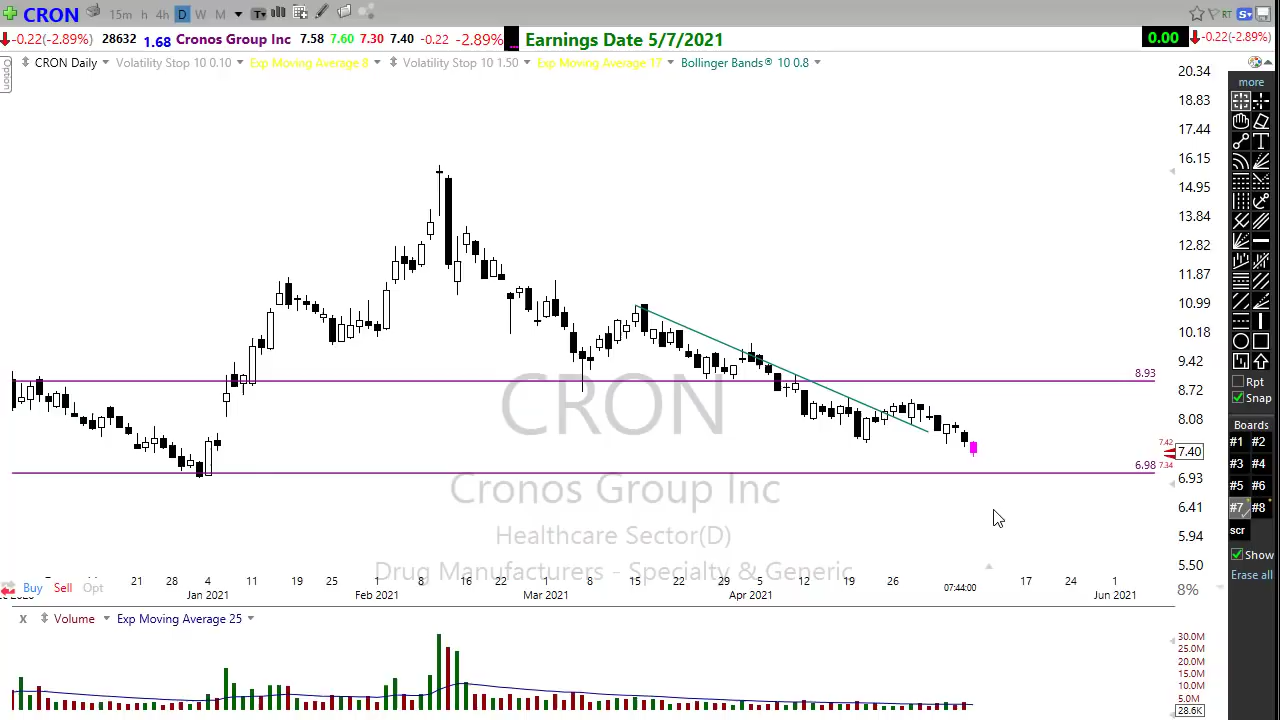 CRON 15m h 4h D W M T
-0.22(-2.89%) 28632 1.68 Cronos Group Inc 7.58 7.60 7.30 7.40 -0.22 -2.89% Earnings Date 5/7/2021 0.00 -0.22(-2.89%)
RT S
Option
CRON Daily Volatility Stop 10 0.10 Exp Moving Average 8 Volatility Stop 10 1.50 Exp Moving Average 17 Bollinger Bands® 10 0.8
20.34
18.83
17.44
16.15
14.95
13.84
12.82
11.87
10.99
10.18
9.42
8.93
8.72
8.08
7.42
7.40
7.34
6.98
6.93
6.41
5.94
5.50
8%
CRON
Cronos Group Inc
Healthcare Sector(D)
Drug Manufacturers - Specialty & Generic
Buy Sell Opt
21 28 4 11 19 25 1 8 16 22 1 8 15 22 29 5 12 19 26 17 24 1
Jan 2021 Feb 2021 Mar 2021 Apr 2021 07:44:00 Jun 2021
X Volume Exp Moving Average 25
30.0M
25.0M
20.0M
15.0M
10.0M
5.0M
28.6K
more
T
Rpt
Snap
Boards
#1 #2
#3 #4
#5 #6
#7 #8
scr
Show
Erase all